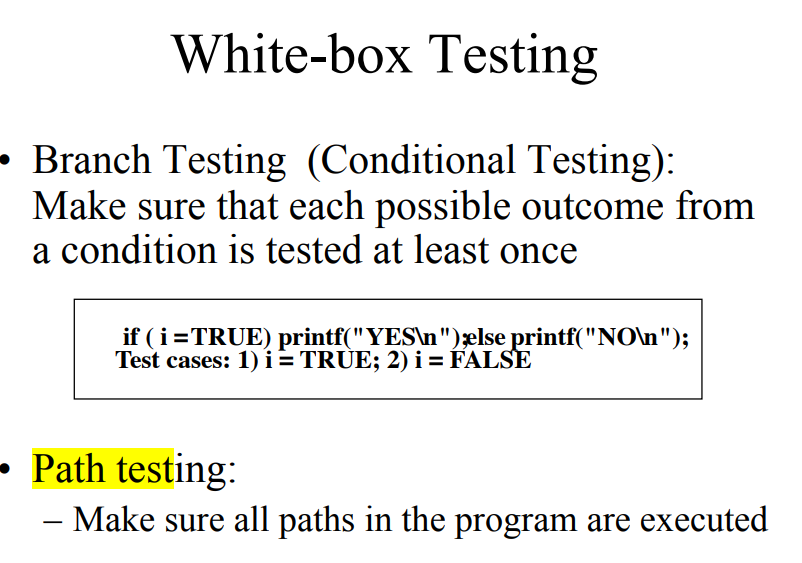 White-box Testing
• Branch Testing (Conditional Testing):
Make sure that each possible outcome from
a condition is tested at least once
if ( i =TRUE) printf("YES\n");else printf("NO\n");
Test cases: 1) i = TRUE; 2) i = FALSE
• Path testing:
– Make sure all paths in the program are executed